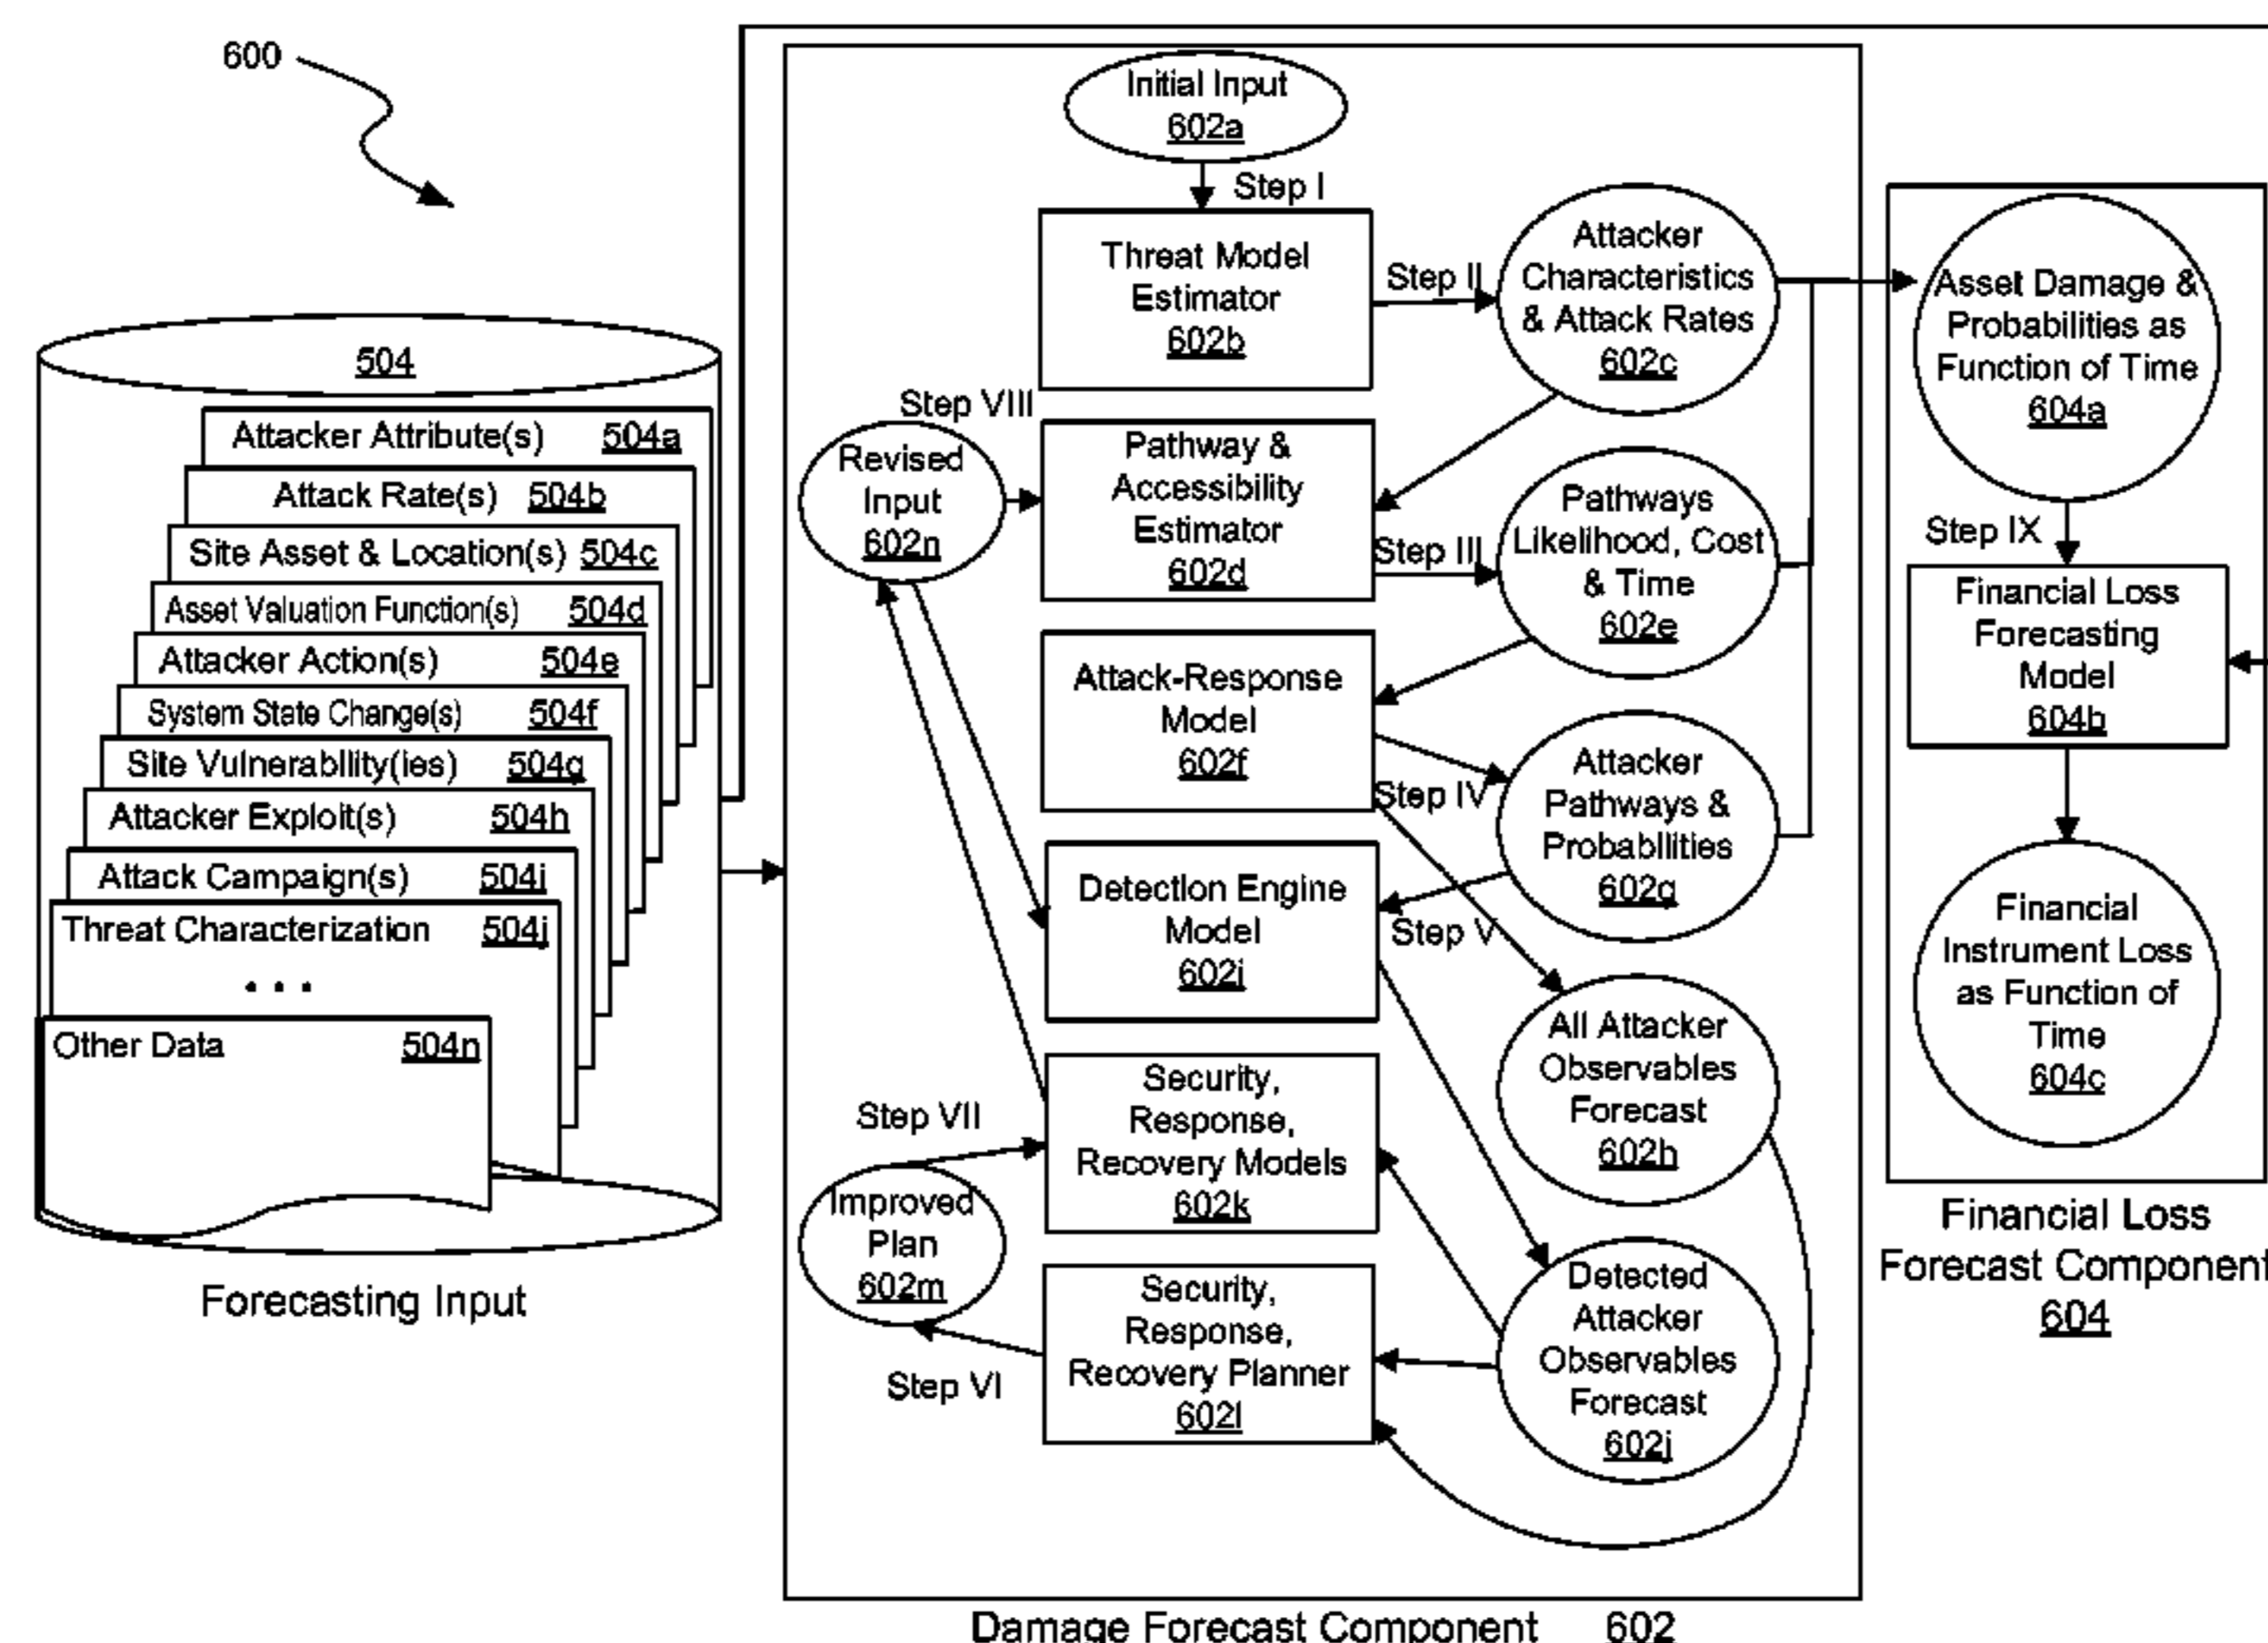 600
504
Attacker Attribute(s) 504a
Attack Rate(s) 504b
Site Asset & Location(s) 504c
Asset Valuation Function(s) 504d
Attacker Action(s) 504e
System State Change(s) 504f
Site Vulnerability(ies) 504g
Attacker Exploit(s) 504h
Attack Campaign(s) 504i
Threat Characterization 504j
• • •
Other Data 504n
Forecasting Input
Initial Input
602a
Step I
Threat Model
Estimator
602b
Step II
Attacker
Characteristics
& Attack Rates
602c
Step VIII
Revised
Input
602n
Pathway &
Accessibility
Estimator
602d
Step III
Pathways
Likelihood, Cost
& Time
602e
Attack-Response
Model
602f
Step IV
Attacker
Pathways &
Probabilities
602g
Detection Engine
Model
602i
Step V
All Attacker
Observables
Forecast
602h
Security,
Response,
Recovery Models
602k
Step VII
Improved
Plan
602m
Step VI
Security,
Response,
Recovery Planner
602l
Detected
Attacker
Observables
Forecast
602j
Damage Forecast Component 602
Asset Damage &
Probabilities as
Function of Time
604a
Step IX
Financial Loss
Forecasting
Model
604b
Financial
Instrument Loss
as Function of
Time
604c
Financial Loss
Forecast Component
604